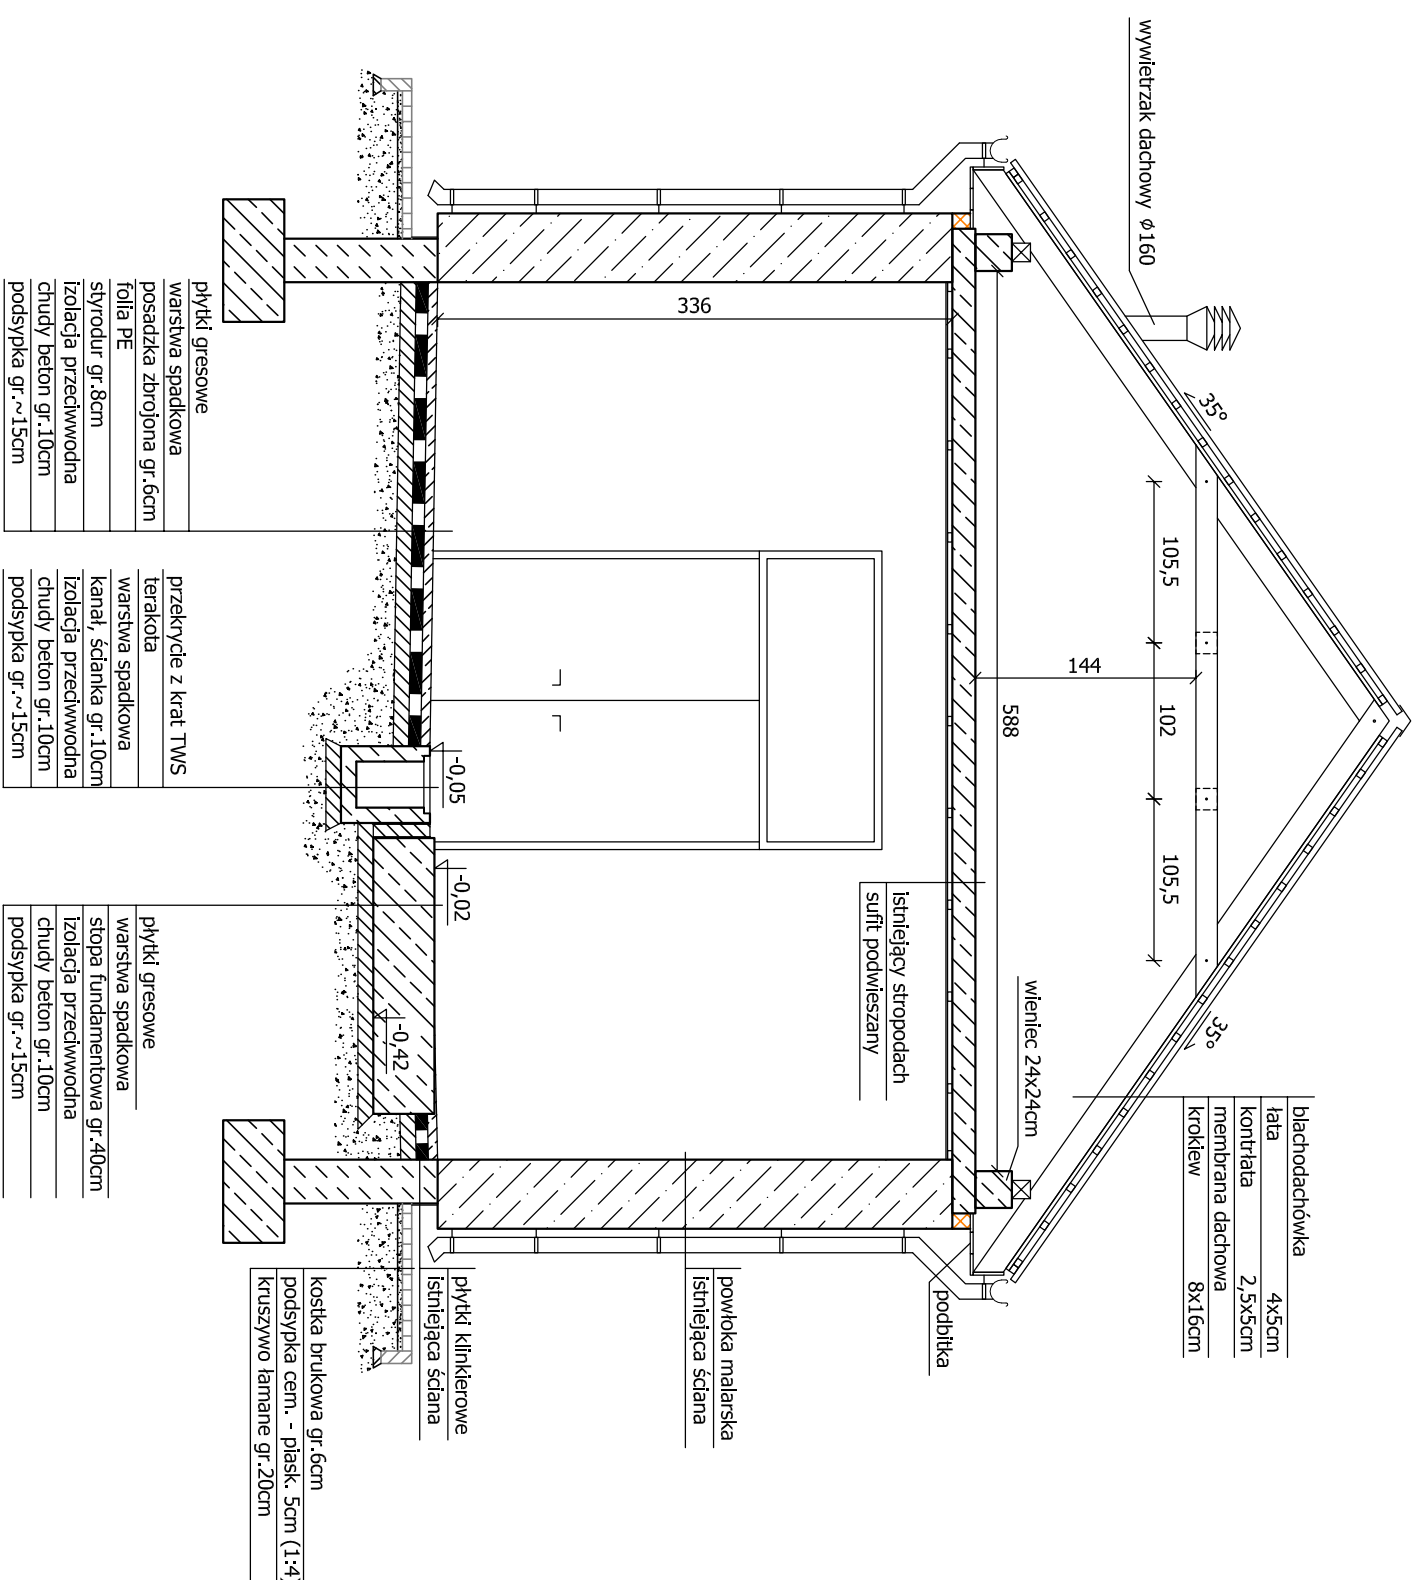 wywietrzak dachowy ϕ160
35°
35°
blachodachówka
łata 4x5cm
kontrłata 2,5x5cm
membrana dachowa
krokiew 8x16cm
105,5
102
105,5
144
588
wieniec 24x24cm
istniejący stropodach
sufit podwieszany
podbitka
336
powłoka malarska
istniejąca ściana
-0,05
-0,02
-0,42
płytki klinkierowe
istniejąca ściana
kostka brukowa gr.6cm
podsypka cem. - piask. 5cm (1:4)
kruszywo łamane gr.20cm
płytki gresowe
warstwa spadkowa
posadzka zbrojona gr.6cm
folia PE
styrodur gr.8cm
izolacja przeciwwodna
chudy beton gr.10cm
podsypka gr.~15cm
przekrycie z krat TWS
terakota
warstwa spadkowa
kanał, ścianka gr.10cm
izolacja przeciwwodna
chudy beton gr.10cm
podsypka gr.~15cm
płytki gresowe
warstwa spadkowa
stopa fundamentowa gr.40cm
izolacja przeciwwodna
chudy beton gr.10cm
podsypka gr.~15cm